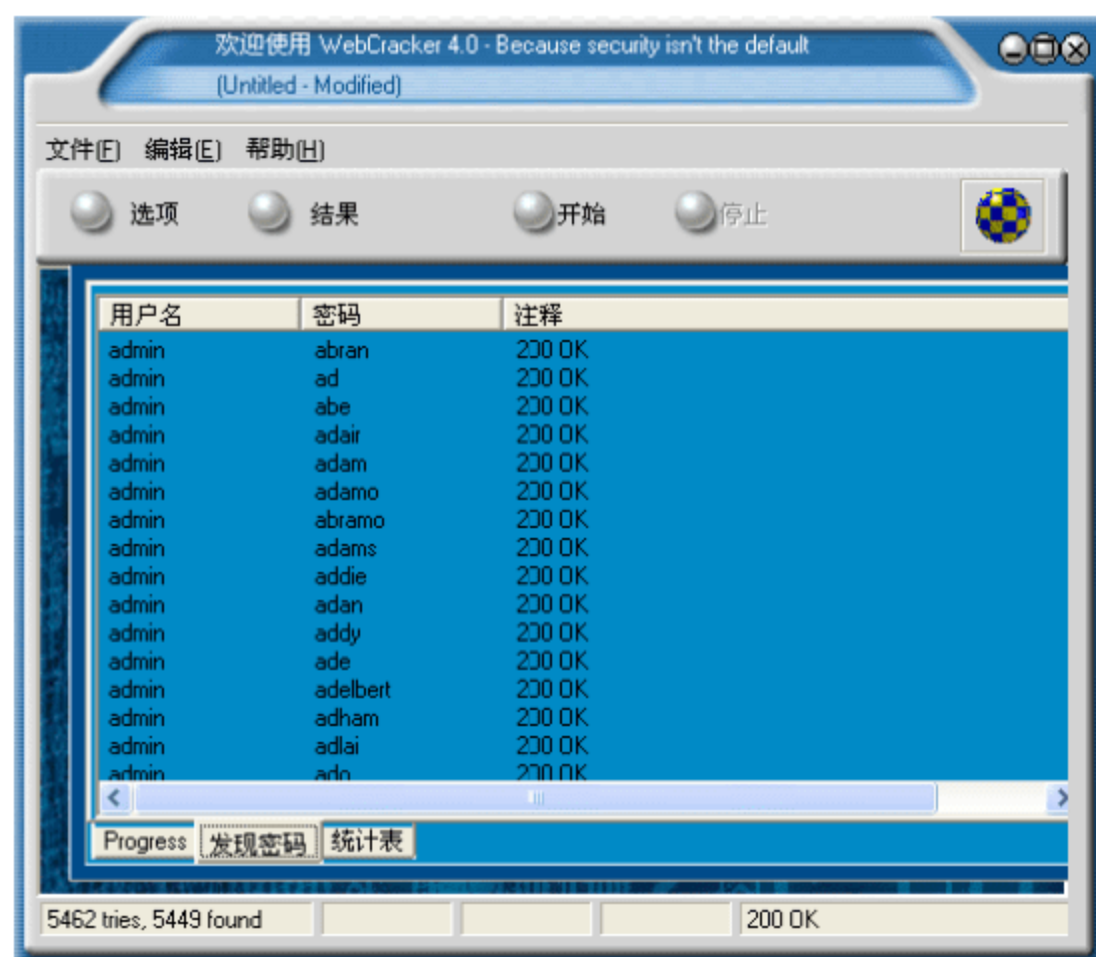 欢迎使用 WebCracker 4.0 - Because security isn't the default
(Untitled - Modified)
文件(F) 编辑(E) 帮助(H)
选项 结果 开始 停止
用户名 密码 注释
admin abran 200 OK
admin ad 200 OK
admin abe 200 OK
admin adair 200 OK
admin adam 200 OK
admin adamo 200 OK
admin abramo 200 OK
admin adams 200 OK
admin addie 200 OK
admin adan 200 OK
admin addy 200 OK
admin ade 200 OK
admin adelbert 200 OK
admin adham 200 OK
admin adlai 200 OK
admin ado 200 OK
Progress 发现密码 统计表
5462 tries, 5449 found 200 OK